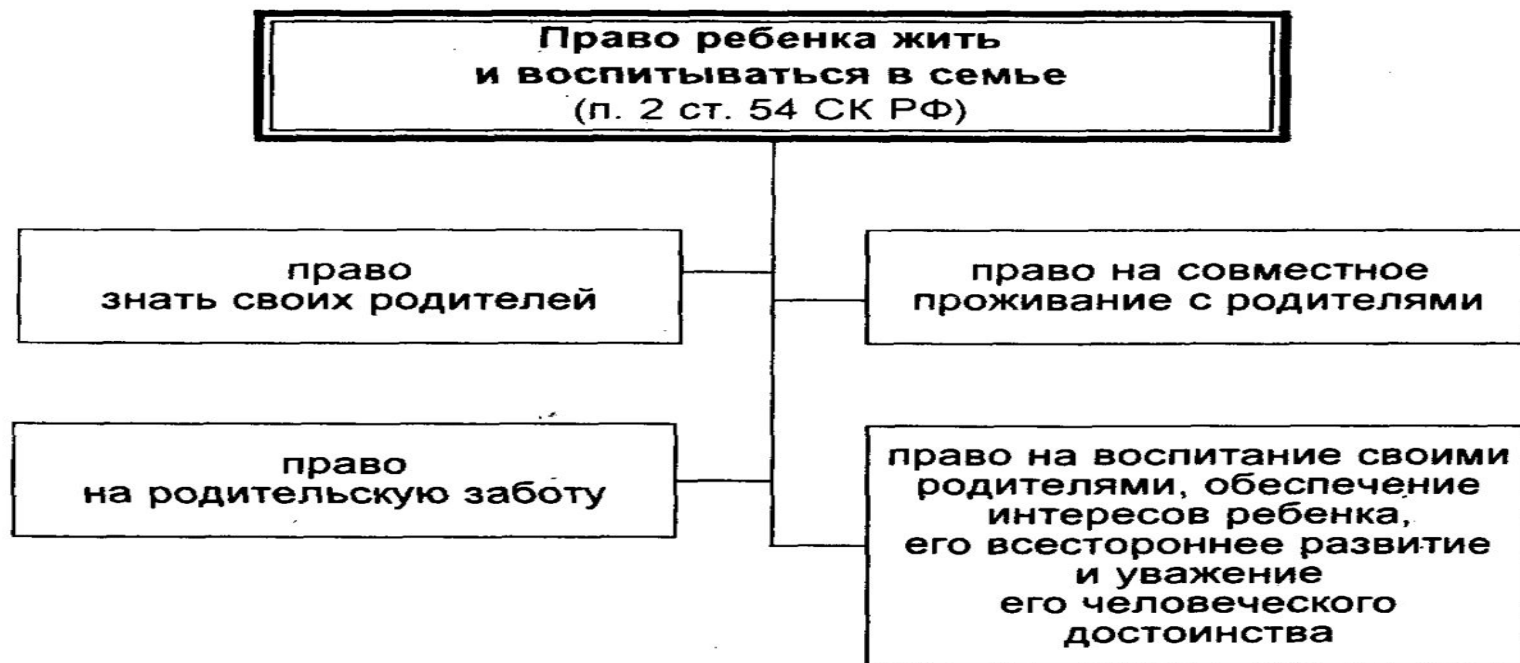 Право ребенка жить
и воспитываться в семье
(п. 2 ст. 54 СК РФ)
право
знать своих родителей
право на совместное
проживание с родителями
право
на родительскую заботу
право на воспитание своими
родителями, обеспечение
интересов ребенка,
его всестороннее развитие
и уважение
его человеческого
достоинства